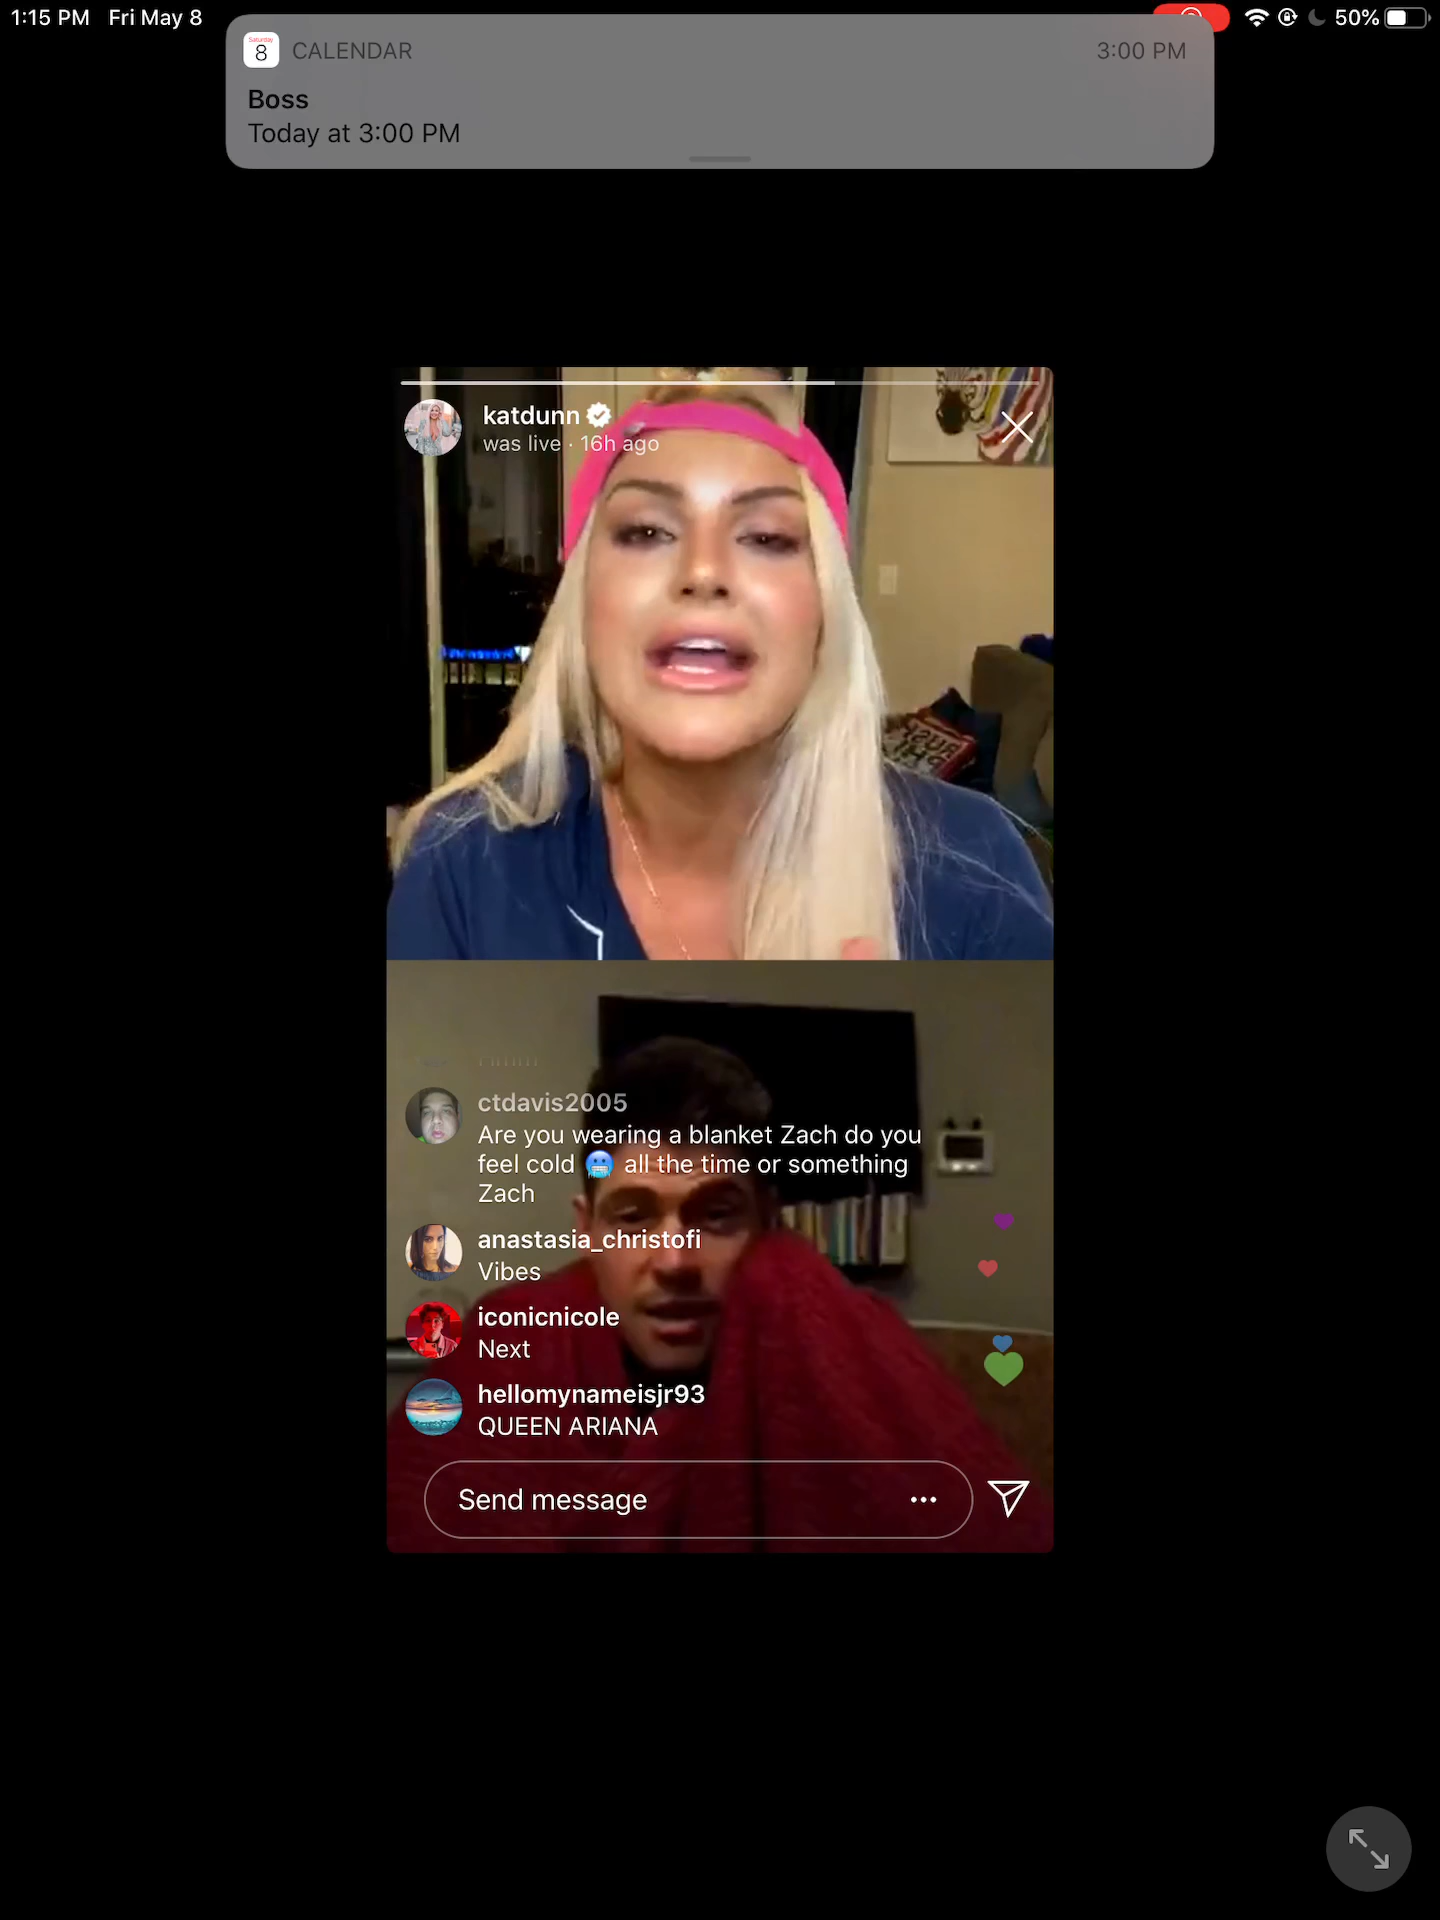 1:15 PM Fri May 8
50%
Saturday
8
CALENDAR
3:00 PM
Boss
Today at 3:00 PM
katdunn
was live · 16h ago
ctdavis2005
Are you wearing a blanket Zach do you
feel cold 🥶 all the time or something
Zach
anastasia_christofi
Vibes
iconicnicole
Next
hellomynameisjr93
QUEEN ARIANA
Send message